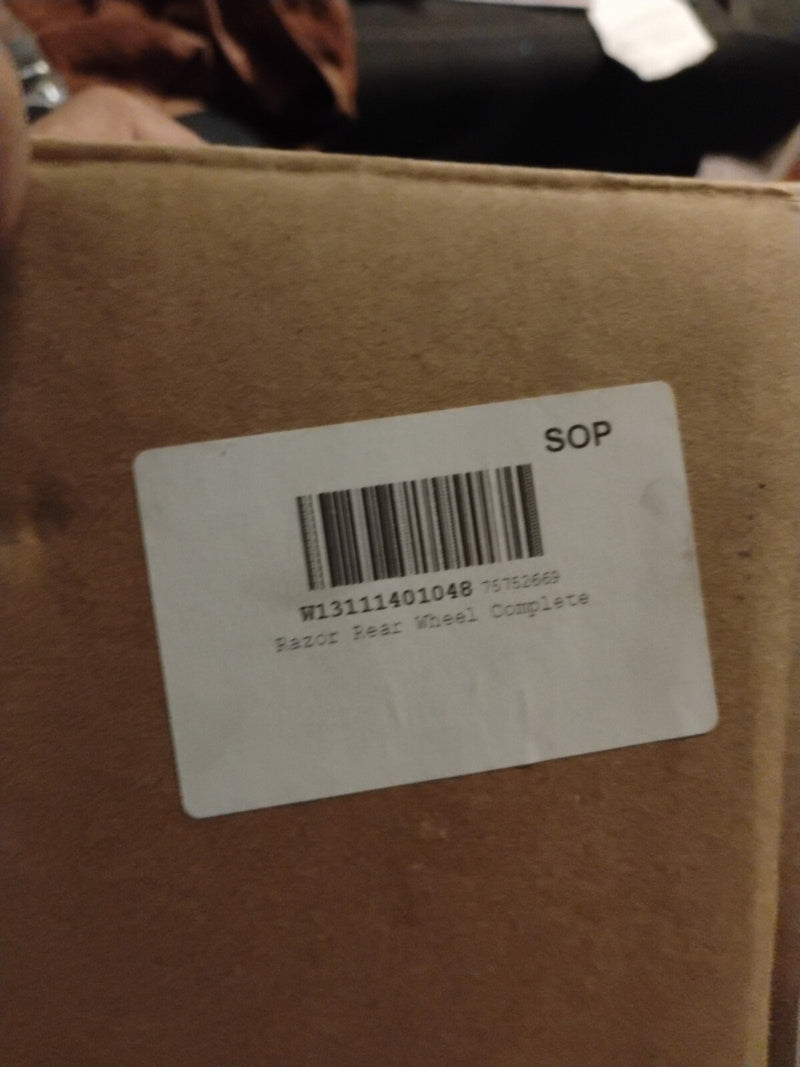 SOP
W13111401048 75752669
Razor Rear Wheel Complete